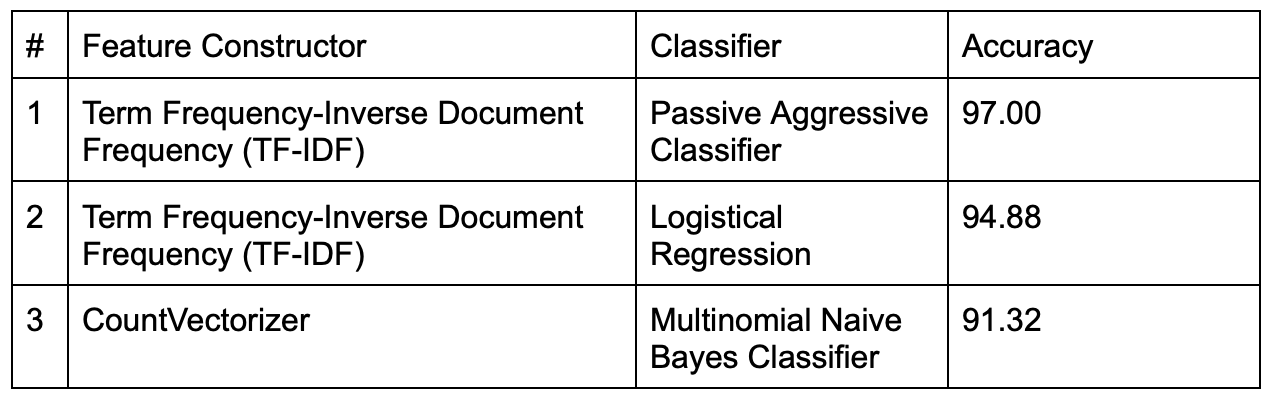 # Feature Constructor Classifier Accuracy
1 Term Frequency-Inverse Document Passive Aggressive 97.00
Frequency (TF-IDF) Classifier
2 Term Frequency-Inverse Document Logistical 94.88
Frequency (TF-IDF) Regression
3 CountVectorizer Multinomial Naive 91.32
Bayes Classifier